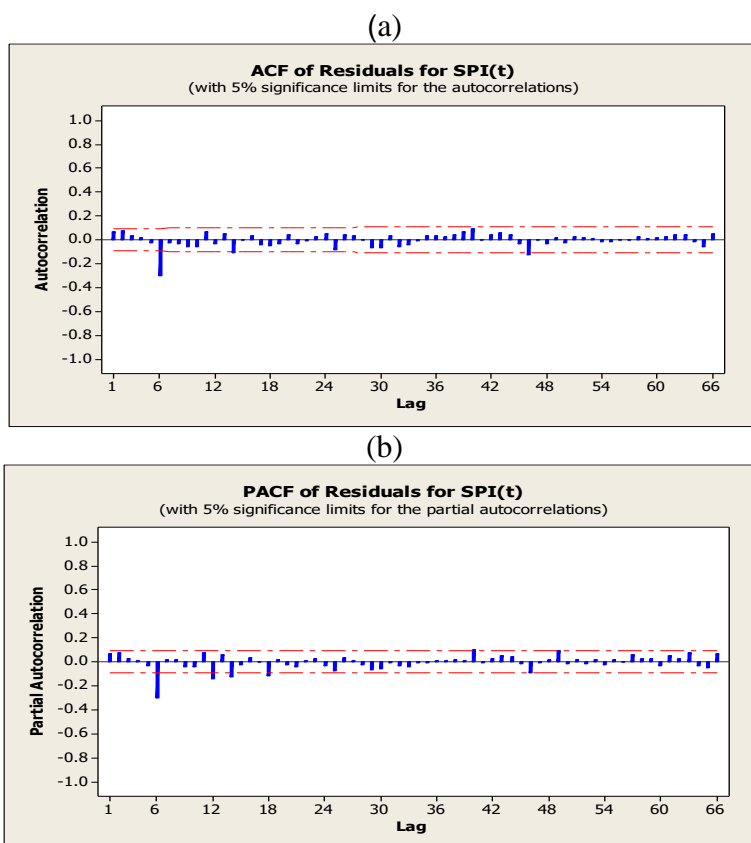 (a)
ACF of Residuals for SPI(t)
(with 5% significance limits for the autocorrelations)
1.0
0.8
0.6
0.4
0.2
0.0
-0.2
-0.4
-0.6
-0.8
-1.0
Autocorrelation
1 6 12 18 24 30 36 42 48 54 60 66
Lag
(b)
PACF of Residuals for SPI(t)
(with 5% significance limits for the partial autocorrelations)
1.0
0.8
0.6
0.4
0.2
0.0
-0.2
-0.4
-0.6
-0.8
-1.0
Partial Autocorrelation
1 6 12 18 24 30 36 42 48 54 60 66
Lag